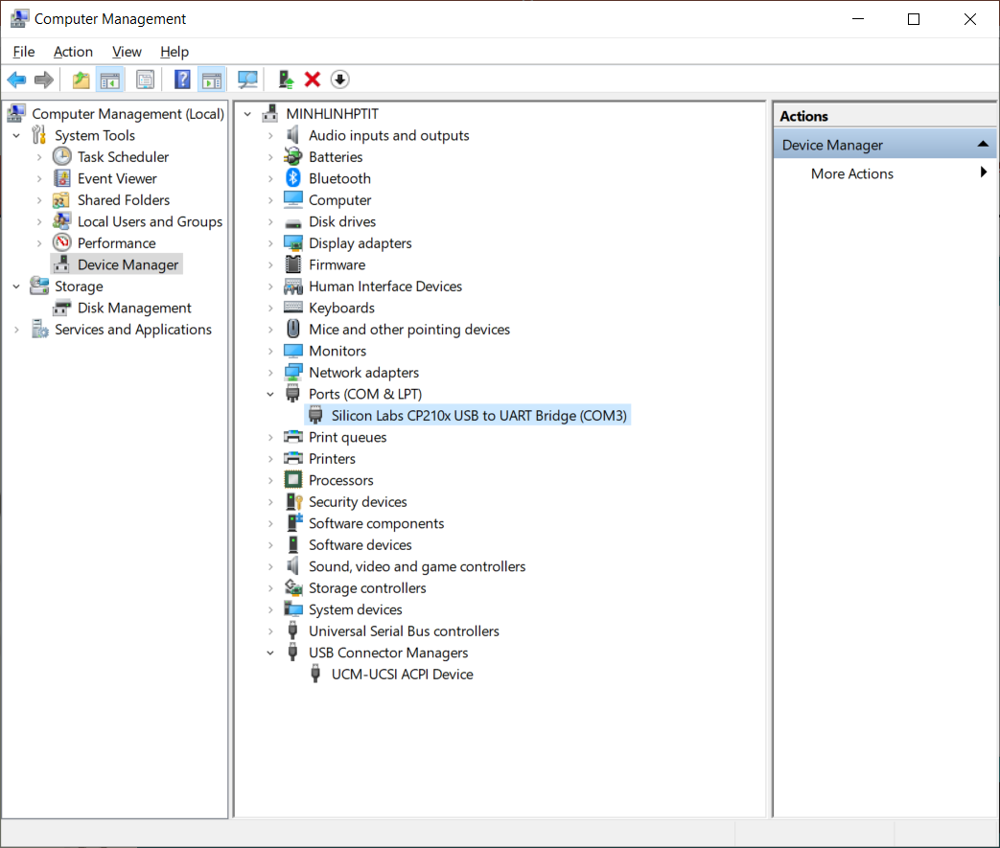 Computer Management
File Action View Help
Computer Management (Local)
System Tools
Task Scheduler
Event Viewer
Shared Folders
Local Users and Groups
Performance
Device Manager
Storage
Disk Management
Services and Applications
MINHLINHPTIT
Audio inputs and outputs
Batteries
Bluetooth
Computer
Disk drives
Display adapters
Firmware
Human Interface Devices
Keyboards
Mice and other pointing devices
Monitors
Network adapters
Ports (COM & LPT)
Silicon Labs CP210x USB to UART Bridge (COM3)
Print queues
Printers
Processors
Security devices
Software components
Software devices
Sound, video and game controllers
Storage controllers
System devices
Universal Serial Bus controllers
USB Connector Managers
UCM-UCSI ACPI Device
Actions
Device Manager
More Actions